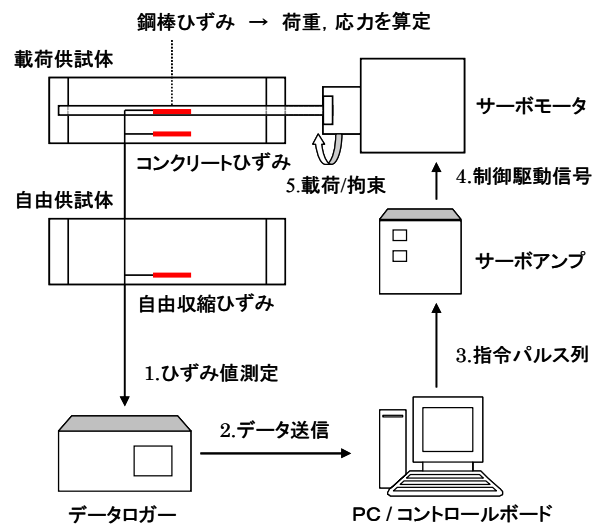 鋼棒ひずみ → 荷重, 応力を算定
載荷供試体
サーボモータ
コンクリートひずみ
5.載荷/拘束
4.制御駆動信号
自由供試体
サーボアンプ
自由収縮ひずみ
3.指令パルス列
1.ひずみ値測定
2.データ送信
データロガー
PC / コントロールボード